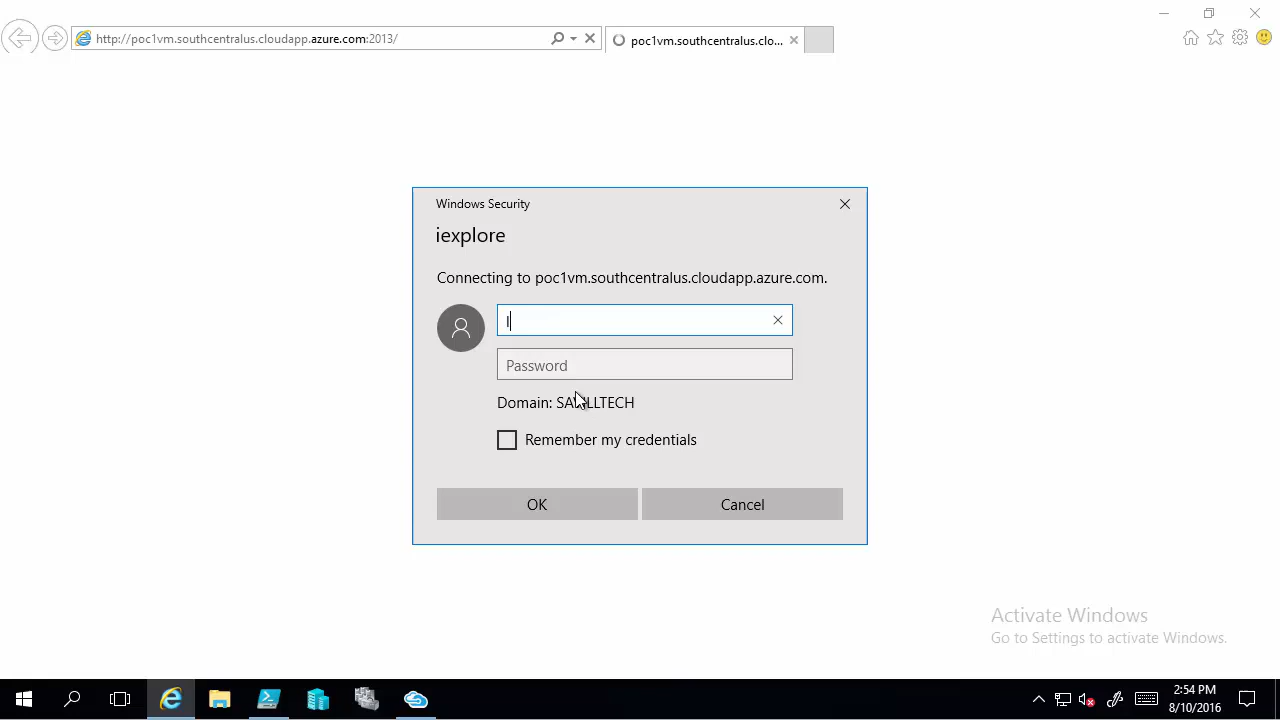 http://poc1vm.southcentralus.cloudapp.azure.com:2013/
poc1vm.southcentralus.clo...
Windows Security
iexplore
Connecting to poc1vm.southcentralus.cloudapp.azure.com.
Password
Domain:
Remember my credentials
OK
Cancel
Activate Windows
Go to Settings to activate Windows.
2:54 PM
8/10/2016